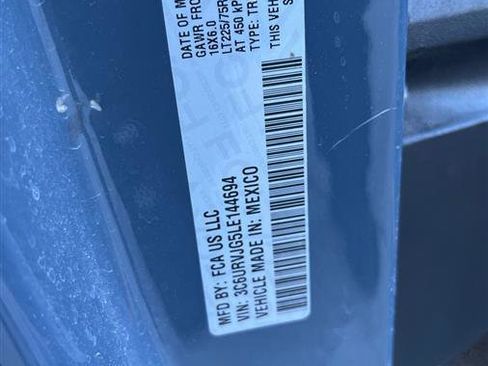 DATE OF M
GAWR FRO
16X6.0
LT225/75R
AT 450 kP
TYPE: TR
THIS VEHI
S
MFD BY: FCA US LLC
VIN: 3C6URVJG5LE144694
VEHICLE MADE IN: MEXICO